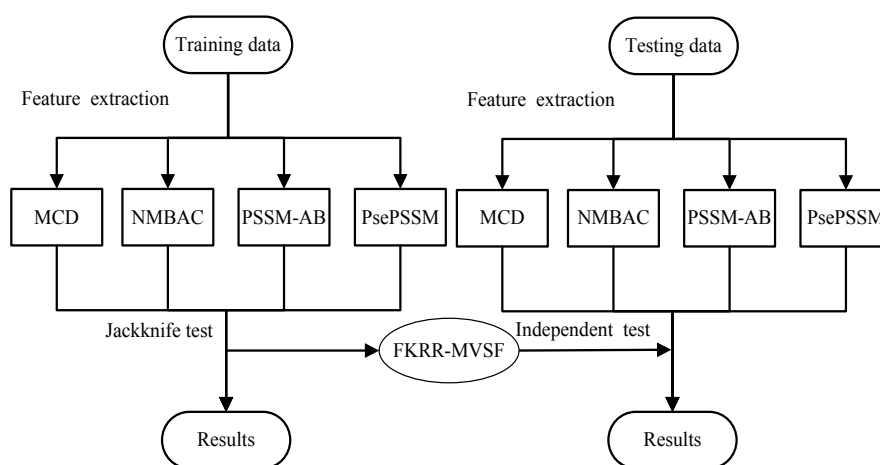 Training data
Testing data
Feature extraction
Feature extraction
MCD
NMBAC
PSSM-AB
PsePSSM
MCD
NMBAC
PSSM-AB
PsePSSM
Jackknife test
Independent test
FKRR-MVSF
Results
Results